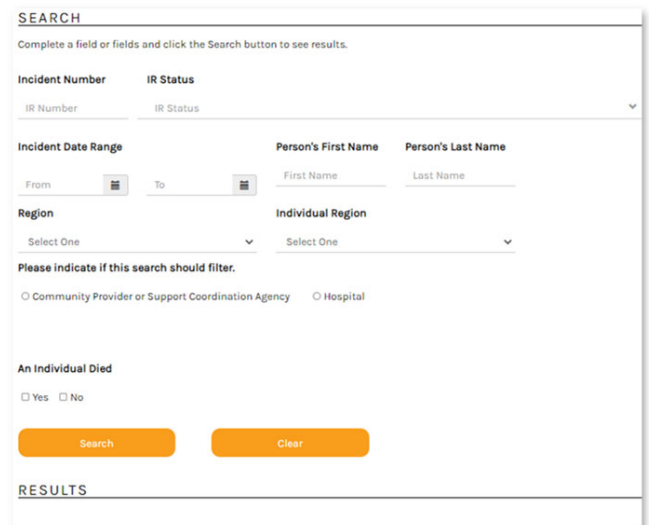 SEARCH
Complete a field or fields and click the Search button to see results.
Incident Number IR Status
IR Number IR Status
Incident Date Range Person's First Name Person's Last Name
From To First Name Last Name
Region Individual Region
Select One Select One
Please indicate if this search should filter.
Community Provider or Support Coordination Agency Hospital
An Individual Died
Yes No
Search Clear
RESULTS